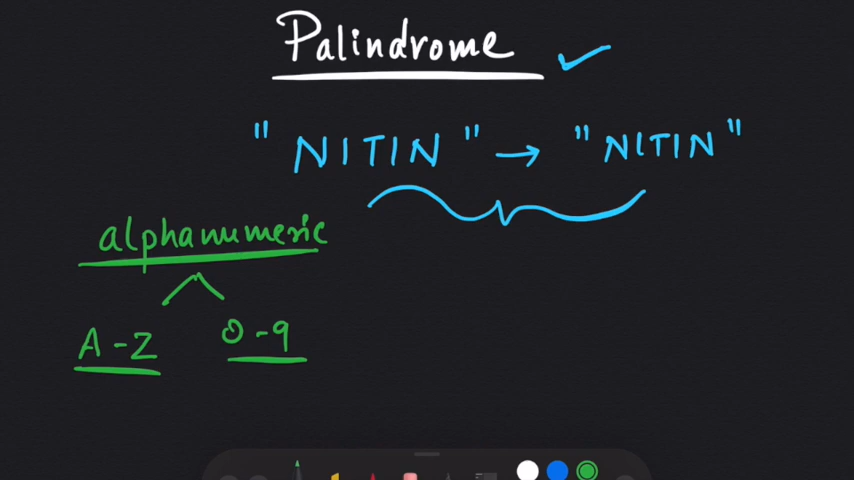 Palindrome
"NITIN" → "NITIN"
alphanumeric
A-Z 0-9